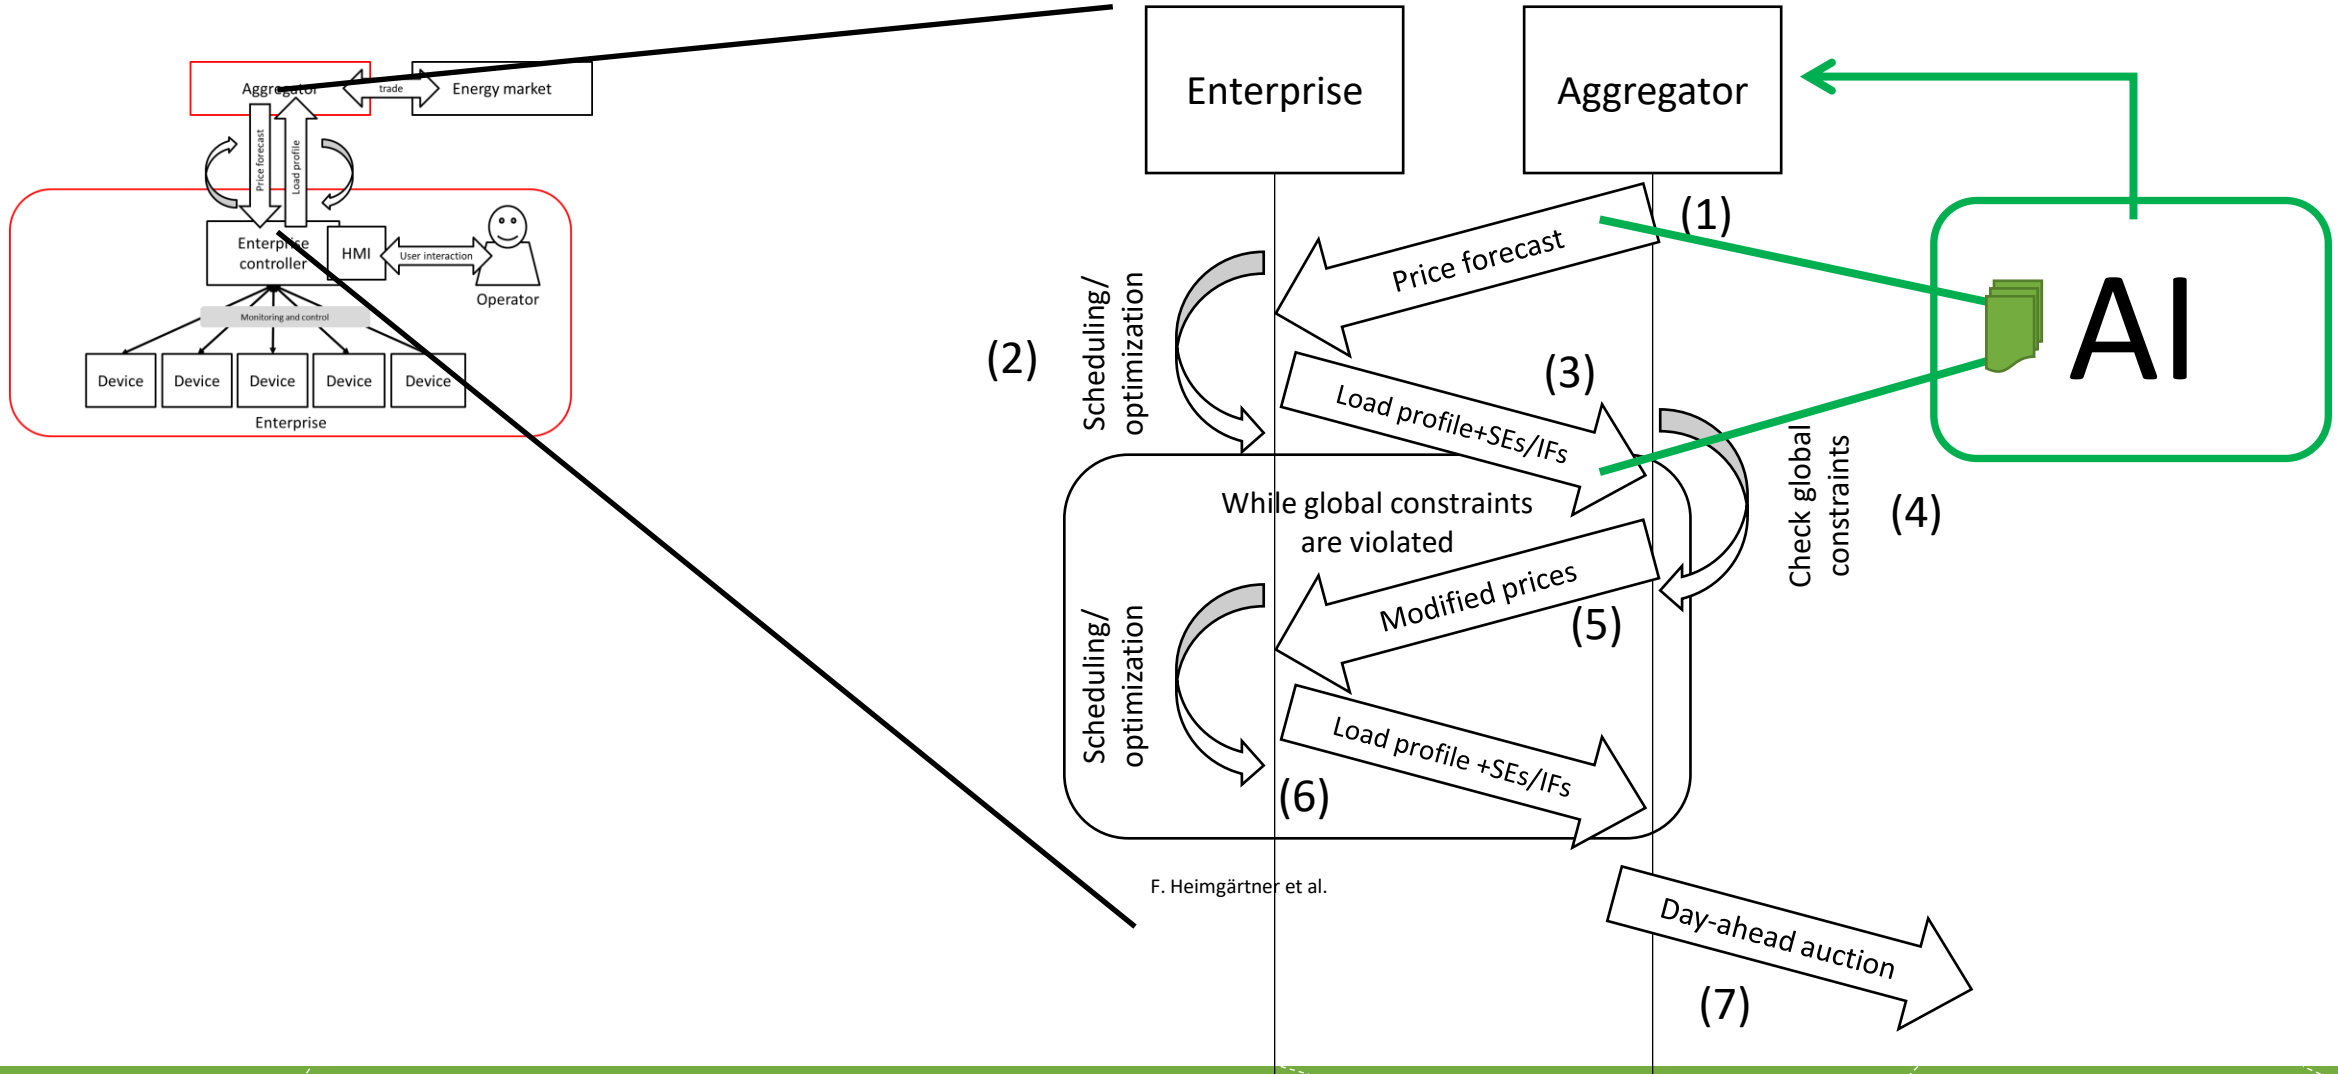 Aggregator
trade
Energy market
Price forecast
Load profile
Enterprise
controller
HMI
User interaction
Operator
Monitoring and control
Device
Device
Device
Device
Device
Enterprise
Enterprise
Aggregator
(1)
Price forecast
AI
(2)
Scheduling/
optimization
(3)
Load profile+SEs/IFs
Check global
constraints
(4)
While global constraints
are violated
Modified prices
(5)
Scheduling/
optimization
Load profile +SEs/IFs
(6)
F. Heimgärtner et al.
Day-ahead auction
(7)